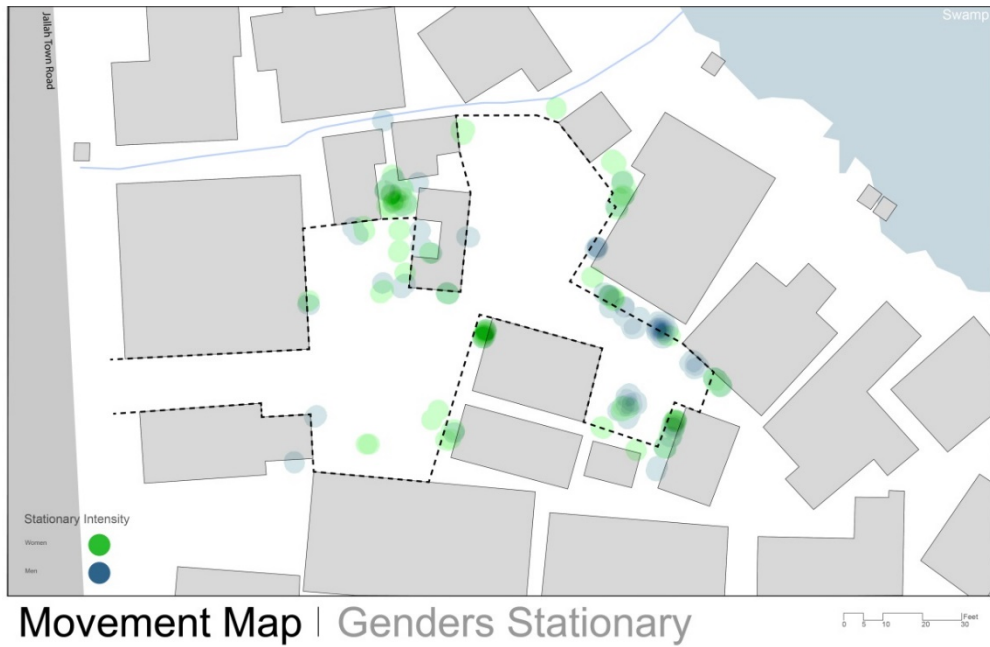 Jallah Town Road
Swamp
Stationary Intensity
Women
Men
Movement Map | Genders Stationary
0 5 10 20 30 Feet